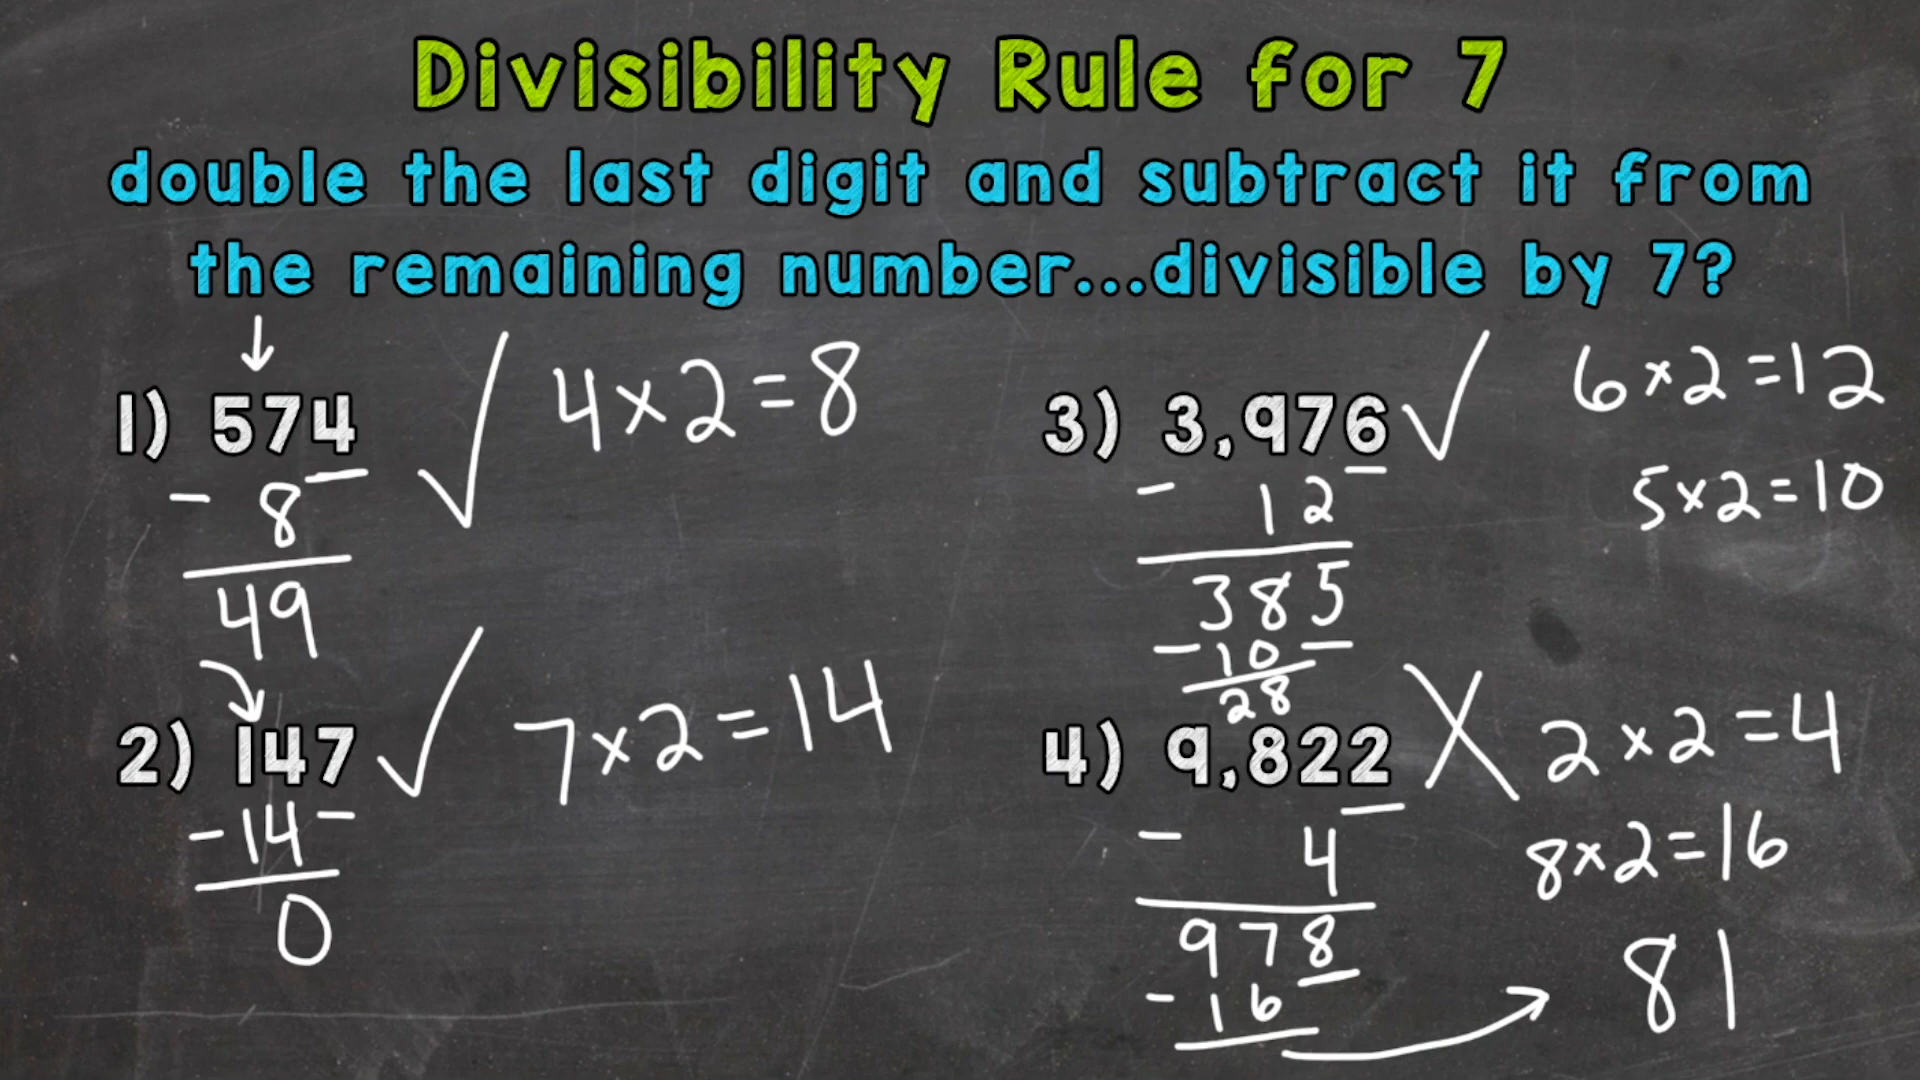 Divisibility Rule for 7
double the last digit and subtract it from
the remaining number...divisible by 7?
1) 574 ✓ 4×2=8
- 8
49
2) 147 ✓ 7×2=14
-14
0
3) 3,976 ✓ 6×2=12
- 12
5×2=10
385
-10
28
4) 9,822 X 2×2=4
- 4
8×2=16
978
-16 → 81